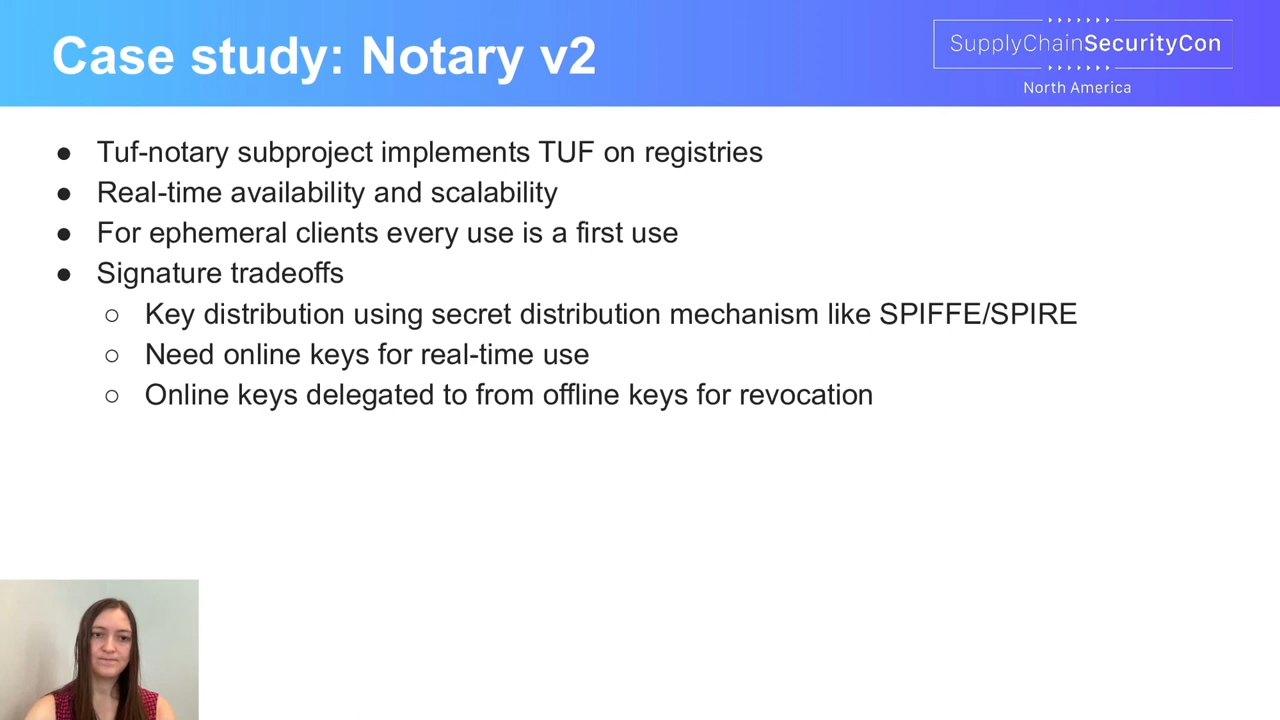 Case study: Notary v2
SupplyChainSecurityCon
North America
● Tuf-notary subproject implements TUF on registries
● Real-time availability and scalability
● For ephemeral clients every use is a first use
● Signature tradeoffs
○ Key distribution using secret distribution mechanism like SPIFFE/SPIRE
○ Need online keys for real-time use
○ Online keys delegated to from offline keys for revocation